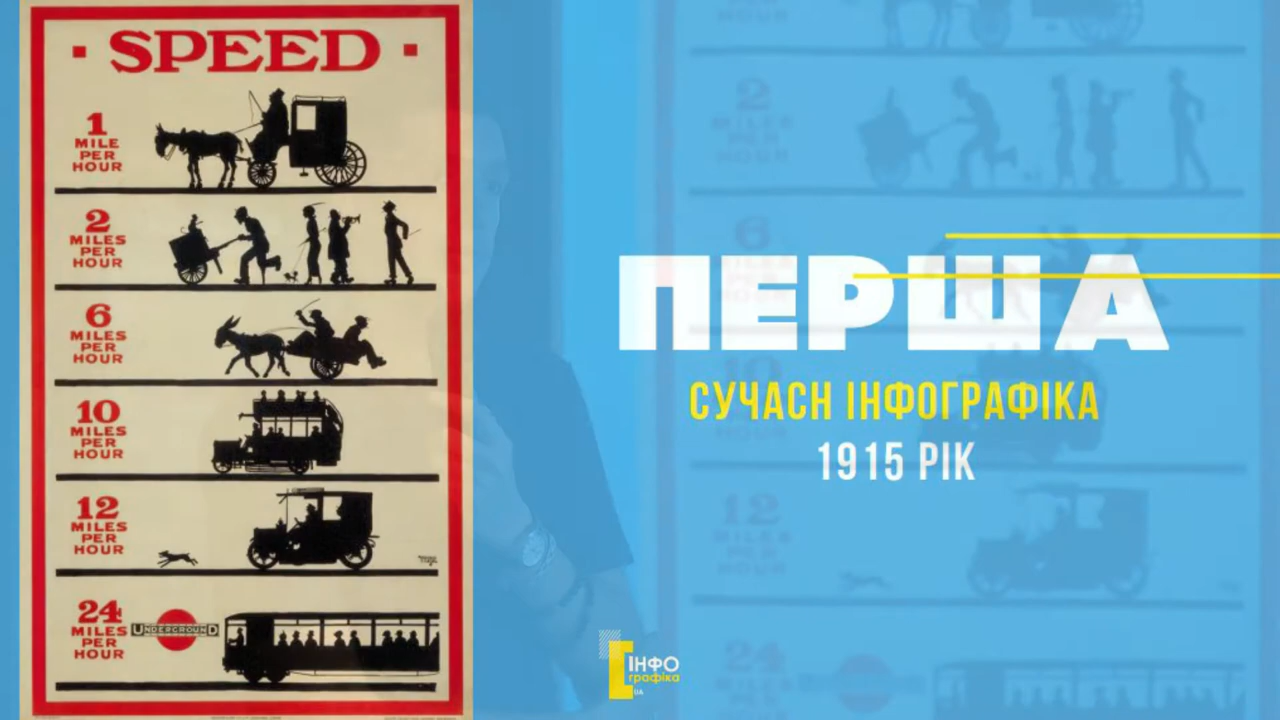 SPEED
1
MILE
PER
HOUR
2
MILES
PER
HOUR
6
MILES
PER
HOUR
10
MILES
PER
HOUR
12
MILES
PER
HOUR
24
MILES
PER
HOUR
UNDERGROUND
ПЕРША
СУЧАСН ІНФОГРАФІКА
1915 РІК
ІНФО
графіка
UA